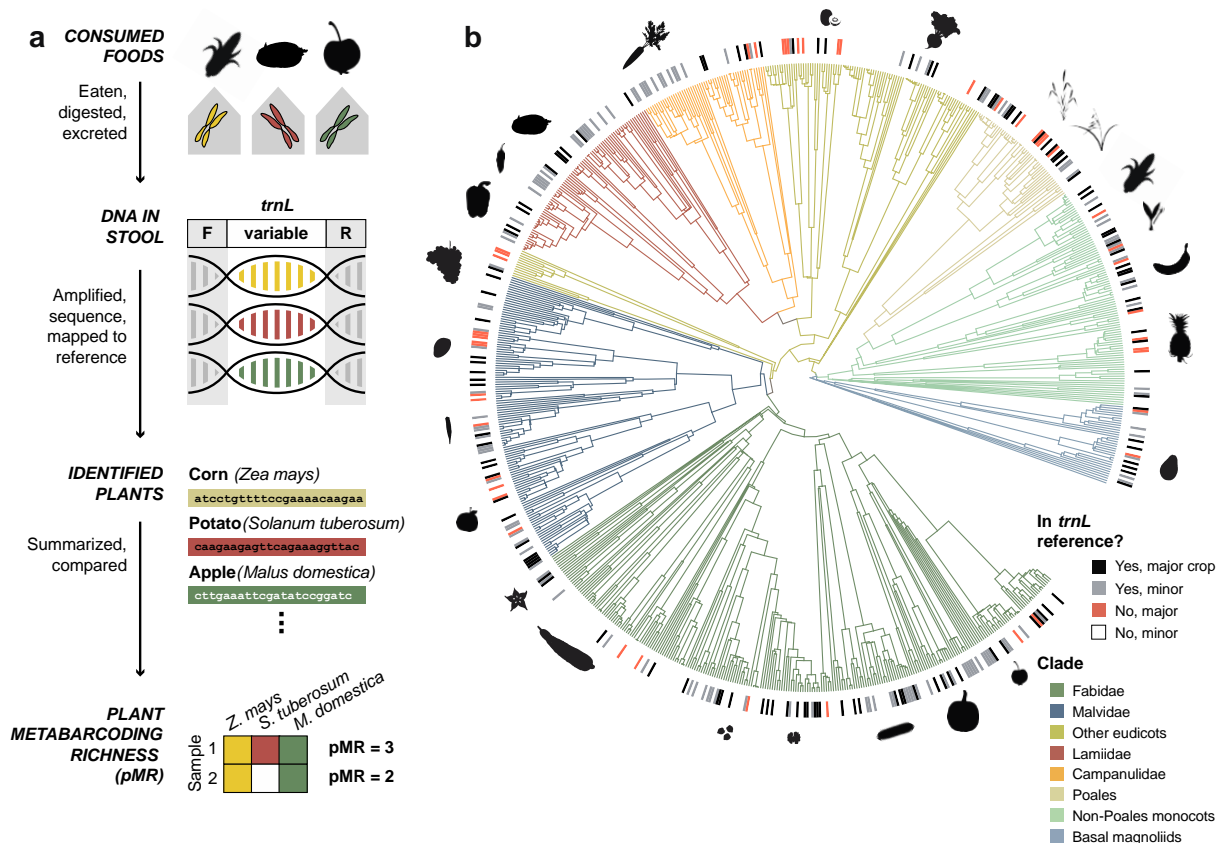 a
CONSUMED
FOODS
Eaten,
digested,
excreted
DNA IN
STOOL
trnL
F variable R
Amplified,
sequence,
mapped to
reference
IDENTIFIED
PLANTS
Corn (Zea mays)
atcctgttttccgaaaacaagaa
Potato (Solanum tuberosum)
caagaagagttcagaaaggttac
Apple (Malus domestica)
cttgaaattcgatatccggatc
Summarized,
compared
PLANT
METABARCODING
RICHNESS
(pMR)
Z. mays
S. tuberosum
M. domestica
Sample
1 pMR = 3
2 pMR = 2
b
In trnL
reference?
Yes, major crop
Yes, minor
No, major
No, minor
Clade
Fabidae
Malvidae
Other eudicots
Lamiidae
Campanulidae
Poales
Non-Poales monocots
Basal magnoliids